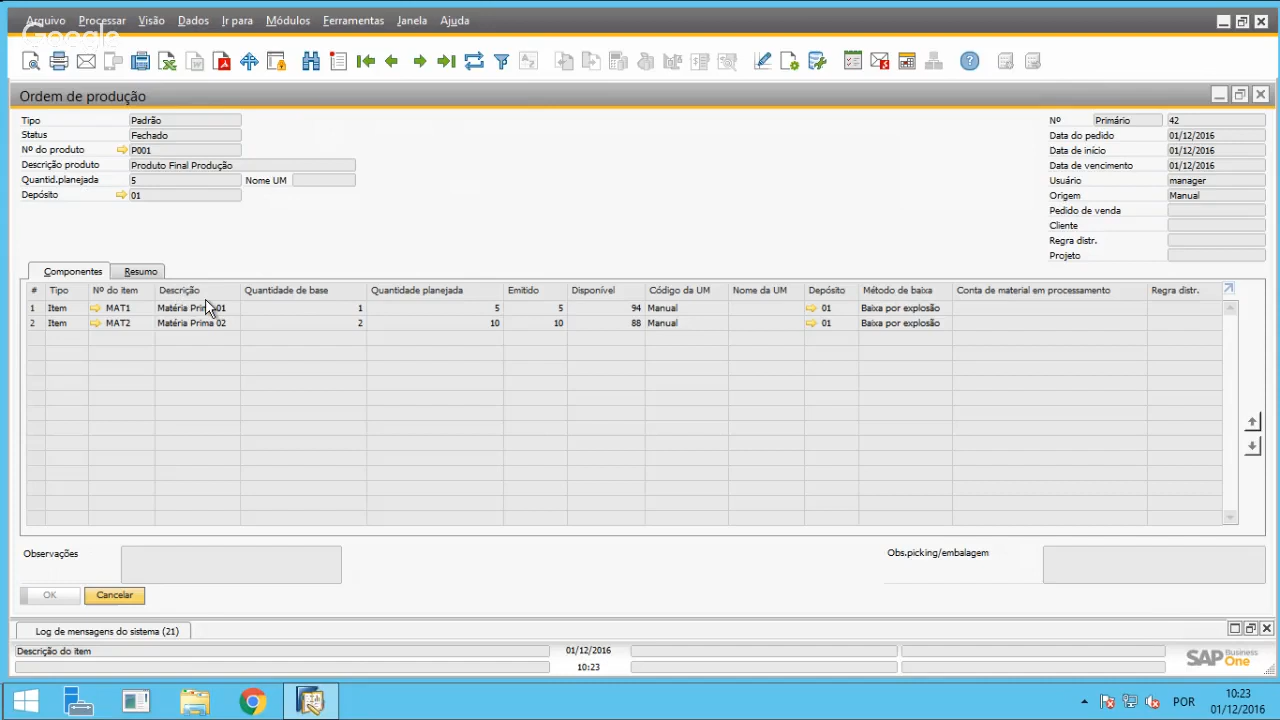 Arquivo Processar Visão Dados Ir para Módulos Ferramentas Janela Ajuda
Google
Ordem de produção
Tipo Padrão
Status Fechado
Nº do produto P001
Descrição produto Produto Final Produção
Quantid.planejada 5 Nome UM
Depósito 01
Nº Primário 42
Data do pedido 01/12/2016
Data de início 01/12/2016
Data de vencimento 01/12/2016
Usuário manager
Origem Manual
Pedido de venda
Cliente
Regra distr.
Projeto
Componentes Resumo
# Tipo Nº do item Descrição Quantidade de base Quantidade planejada Emitido Disponível Código da UM Nome da UM Depósito Método de baixa Conta de material em processamento Regra distr.
1 Item MAT1 Matéria Prima 01 1 5 5 94 Manual 01 Baixa por explosão
2 Item MAT2 Matéria Prima 02 2 10 10 88 Manual 01 Baixa por explosão
Observações
Obs.picking/embalagem
OK Cancelar
Log de mensagens do sistema (21)
Descrição do item 01/12/2016
10:23
SAP Business One
POR 10:23
01/12/2016